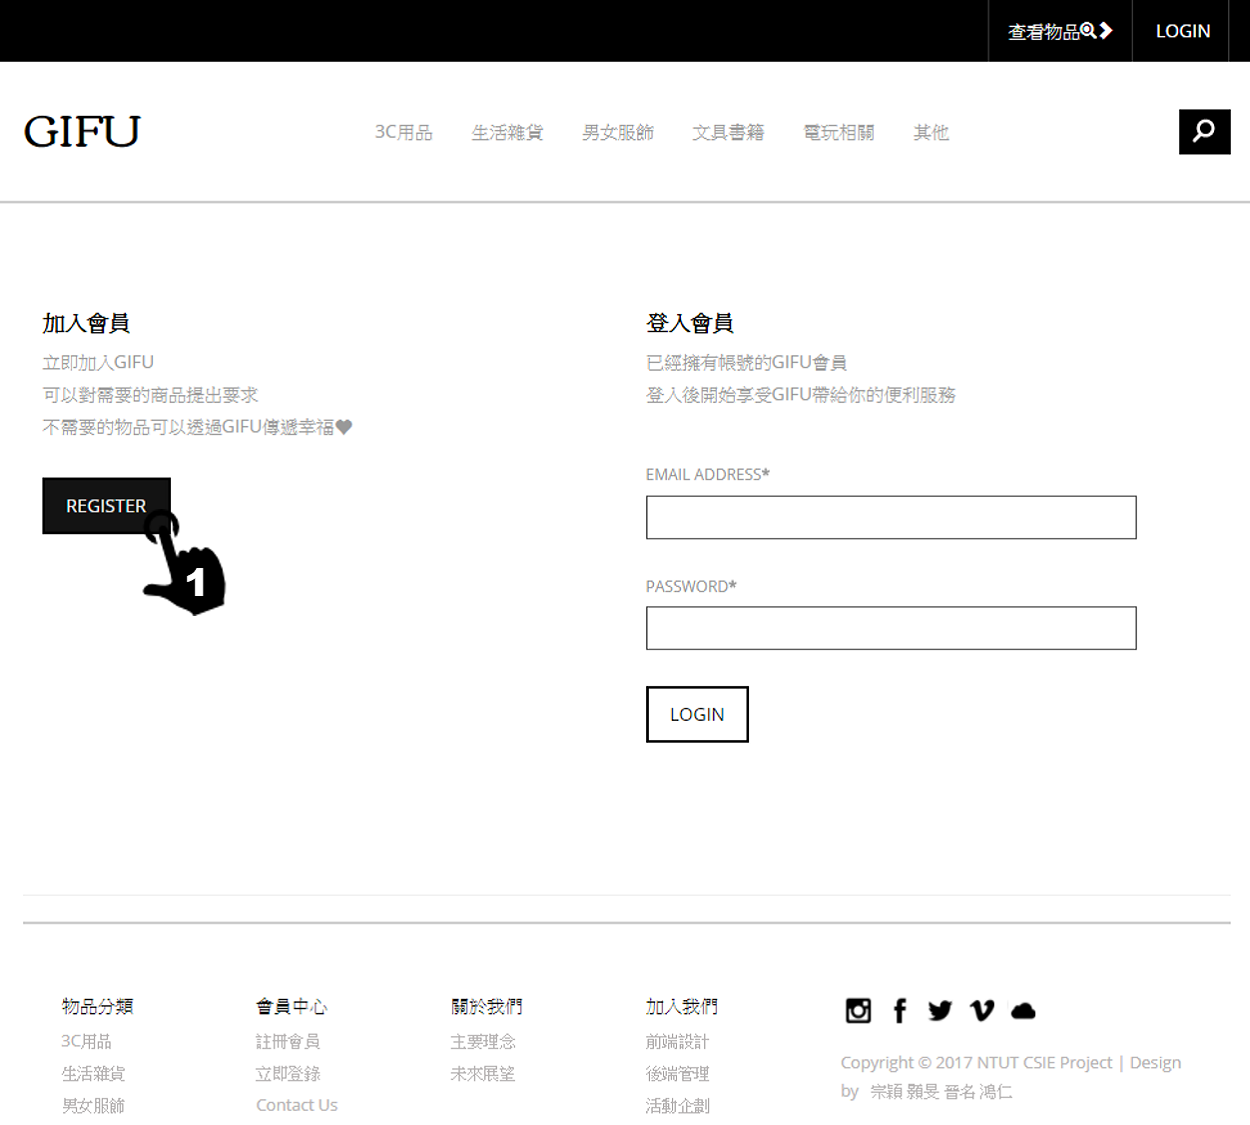 查看物品
LOGIN
GIFU
3C用品
生活雜貨
男女服飾
文具書籍
電玩相關
其他
加入會員
立即加入GIFU
可以對需要的商品提出要求
不需要的物品可以透過GIFU傳遞幸福♥
REGISTER
1
登入會員
已經擁有帳號的GIFU會員
登入後開始享受GIFU帶給你的便利服務
EMAIL ADDRESS*
PASSWORD*
LOGIN
物品分類
3C用品
生活雜貨
男女服飾
會員中心
註冊會員
立即登錄
Contact Us
關於我們
主要理念
未來展望
加入我們
前端設計
後端管理
活動企劃
Copyright © 2017 NTUT CSIE Project | Design
by 宗穎 顥旻 晉名 鴻仁